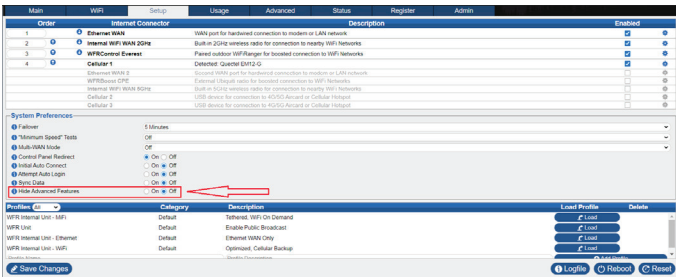 Main WiFi Setup Usage Advanced Status Register Admin
Order Internet Connector Description Enabled
1 Ethernet WAN WAN port for hardwired connection to modem or LAN network
2 Internal WiFi WAN 2GHz Built-in 2GHz wireless radio for connection to nearby WiFi Networks
3 WFRControl Everest Paired outdoor WiFiRanger for boosted connection to WiFi Networks
4 Cellular 1 Detected: Quectel EM12-G
Ethernet WAN 2 Second WAN port for hardwired connection to modem or LAN network
WFRBoost CPE External Ubiquiti radio for boosted connection to WiFi Networks
Internal WiFi WAN 5GHz Built-in 5GHz wireless radio for connection to nearby WiFi Networks
Cellular 2 USB device for connection to 4G/5G Aircard or Cellular Hotspot
Cellular 3 USB device for connection to 4G/5G Aircard or Cellular Hotspot
System Preferences
Failover 5 Minutes
"Minimum Speed" Tests Off
Multi-WAN Mode Off
Control Panel Redirect On Off
Initial Auto Connect On Off
Attempt Auto Login On Off
Sync Data On Off
Hide Advanced Features On Off
Profiles All Category Description Load Profile Delete
WFR Internal Unit - MiFi Default Tethered, WiFi On Demand Load
WFR Unit Default Enable Public Broadcast Load
WFR Internal Unit - Ethernet Default Ethernet WAN Only Load
WFR Internal Unit - WiFi Default Optimized, Cellular Backup Load
Profile Name Profile Description Add Profile
Save Changes Logfile Reboot Reset